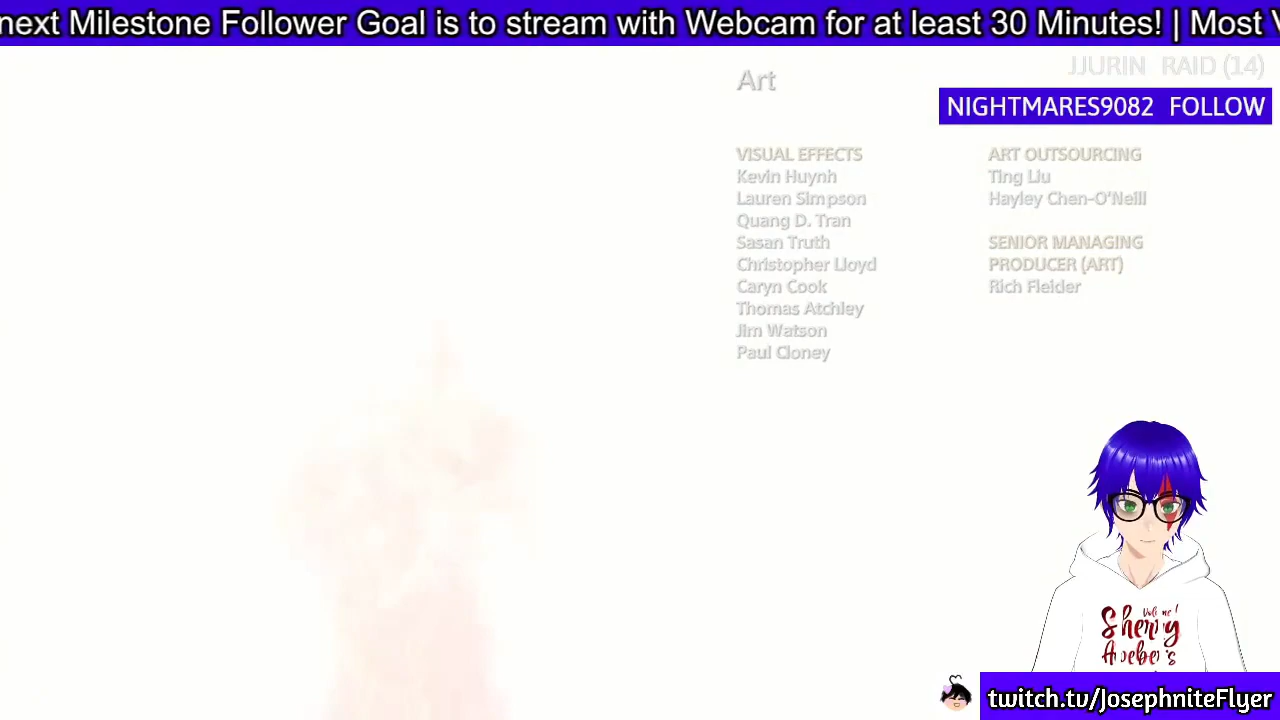 next Milestone Follower Goal is to stream with Webcam for at least 30 Minutes! | Most
JJURIN RAID (14)
NIGHTMARES9082 FOLLOW
Art
VISUAL EFFECTS
Kevin Huynh
Lauren Simpson
Quang D. Tran
Sasan Truth
Christopher Lloyd
Caryn Cook
Thomas Atchley
Jim Watson
Paul Cloney
ART OUTSOURCING
Ting Liu
Hayley Chen-O'Neill
SENIOR MANAGING
PRODUCER (ART)
Rich Fleider
Sherry
twitch.tv/JosephniteFlyer